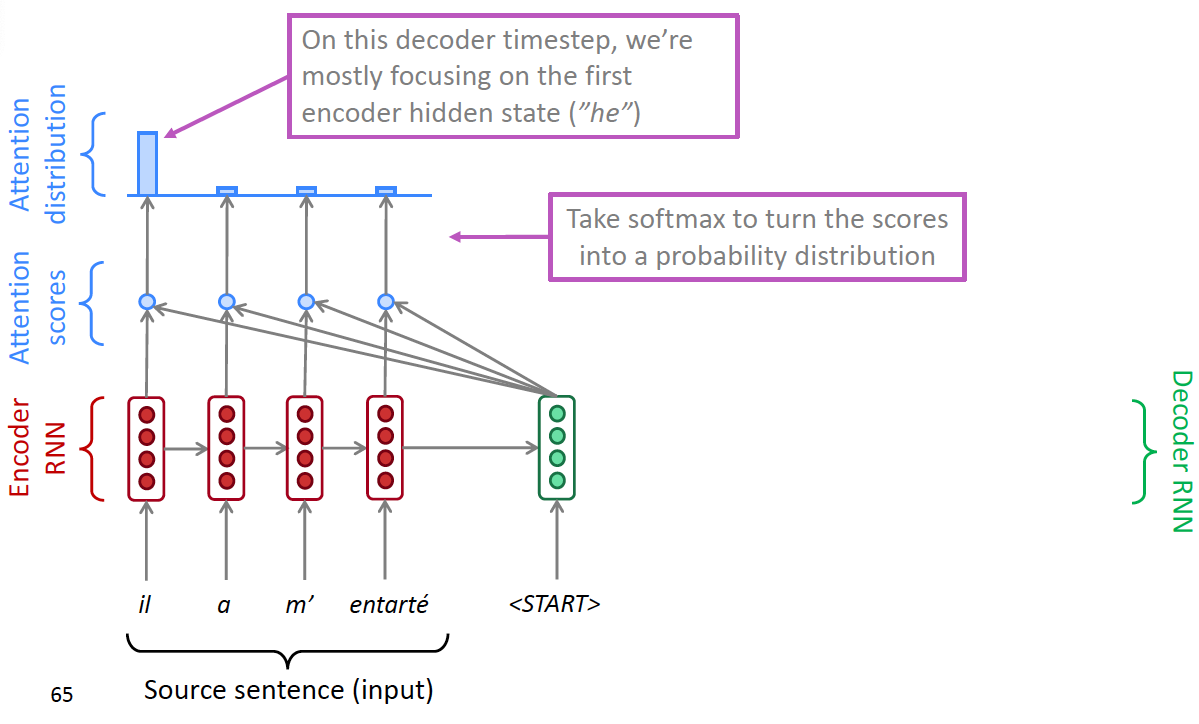 On this decoder timestep, we’re
mostly focusing on the first
encoder hidden state (”he”)
Attention
distribution
Take softmax to turn the scores
into a probability distribution
Attention
scores
Encoder
RNN
Decoder RNN
il a m’ entarté <START>
Source sentence (input)
65